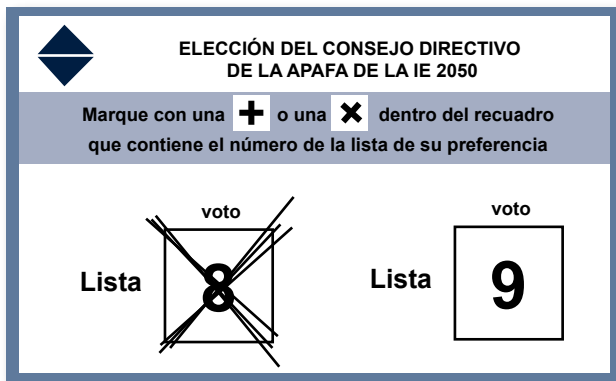 ELECCIÓN DEL CONSEJO DIRECTIVO
DE LA APAFA DE LA IE 2050
Marque con una + o una × dentro del recuadro
que contiene el número de la lista de su preferencia
voto
Lista 8
voto
Lista 9